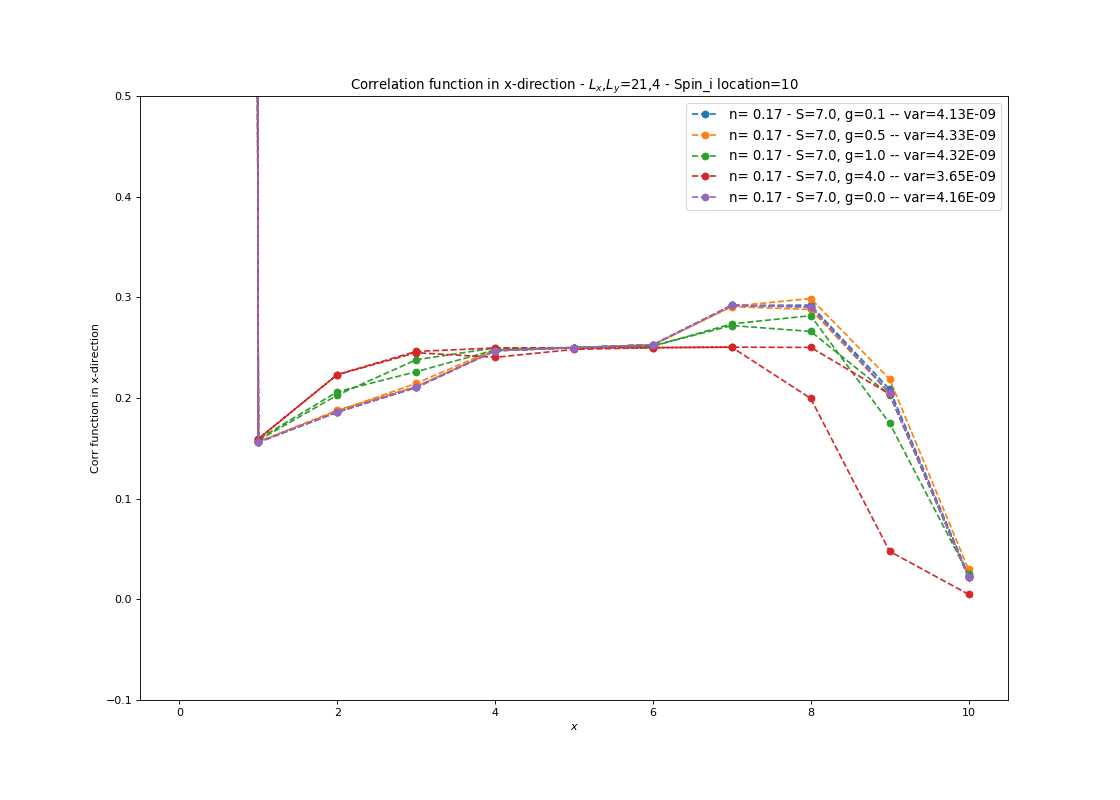 Correlation function in x-direction - Lₓ,Lᵧ=21,4 - Spin_i location=10
0.5
0.4
0.3
0.2
0.1
0.0
−0.1
Corr function in x-direction
n= 0.17 - S=7.0, g=0.1 -- var=4.13E-09
n= 0.17 - S=7.0, g=0.5 -- var=4.33E-09
n= 0.17 - S=7.0, g=1.0 -- var=4.32E-09
n= 0.17 - S=7.0, g=4.0 -- var=3.65E-09
n= 0.17 - S=7.0, g=0.0 -- var=4.16E-09
0 2 4 6 8 10
x